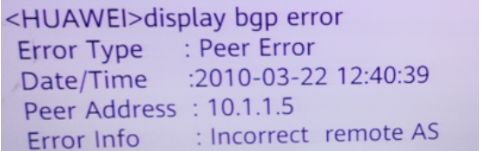 <HUAWEI>display bgp error
Error Type : Peer Error
Date/Time :2010-03-22 12:40:39
Peer Address : 10.1.1.5
Error Info : Incorrect remote AS